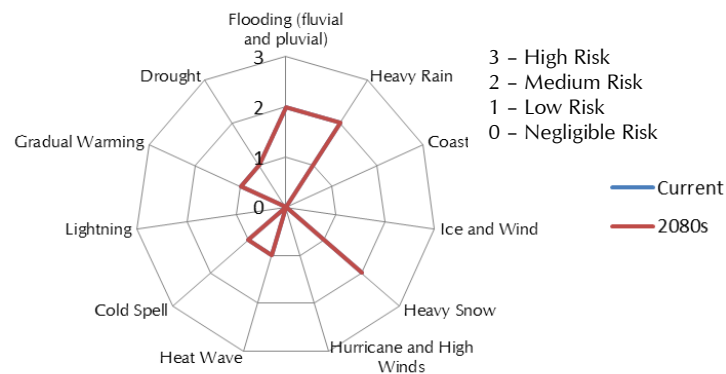 Flooding (fluvial
and pluvial)
3
Drought
Heavy Rain
2
Gradual Warming
Coast
1
0
Lightning
Ice and Wind
Cold Spell
Heavy Snow
Heat Wave
Hurricane and High
Winds
3 – High Risk
2 – Medium Risk
1 – Low Risk
0 – Negligible Risk
Current
2080s